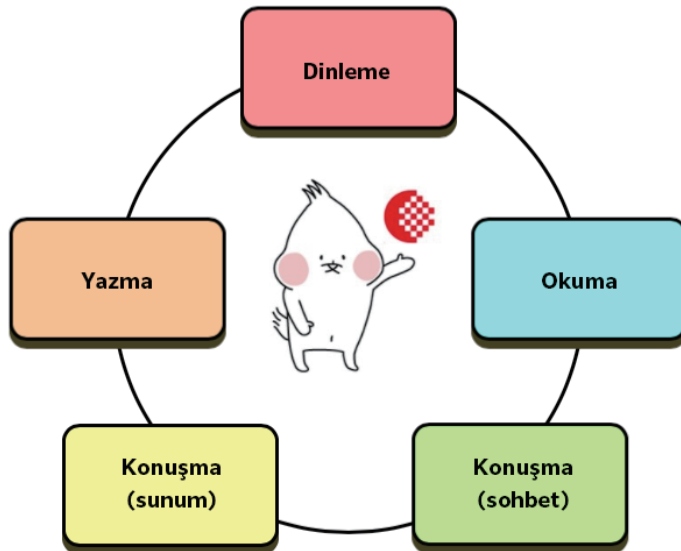 Dinleme
Yazma
Okuma
Konuşma
(sunum)
Konuşma
(sohbet)